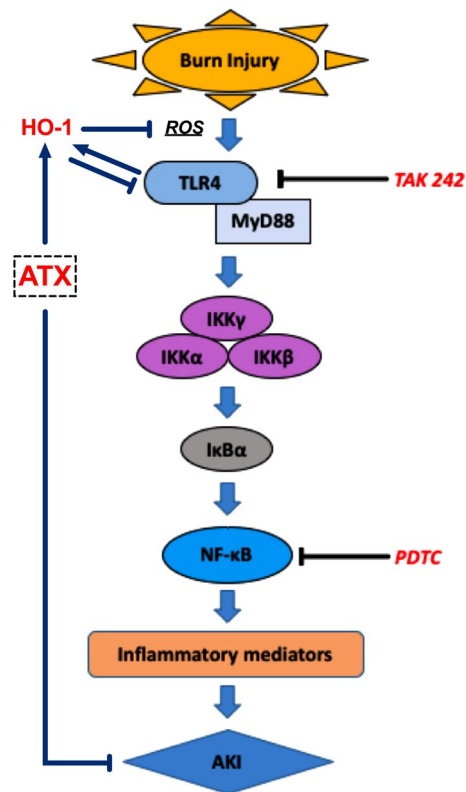 Burn Injury
HO-1
ROS
TLR4
TAK 242
MyD88
ATX
IKKγ
IKKα
IKKβ
IκBα
NF-κB
PDTC
Inflammatory mediators
AKI